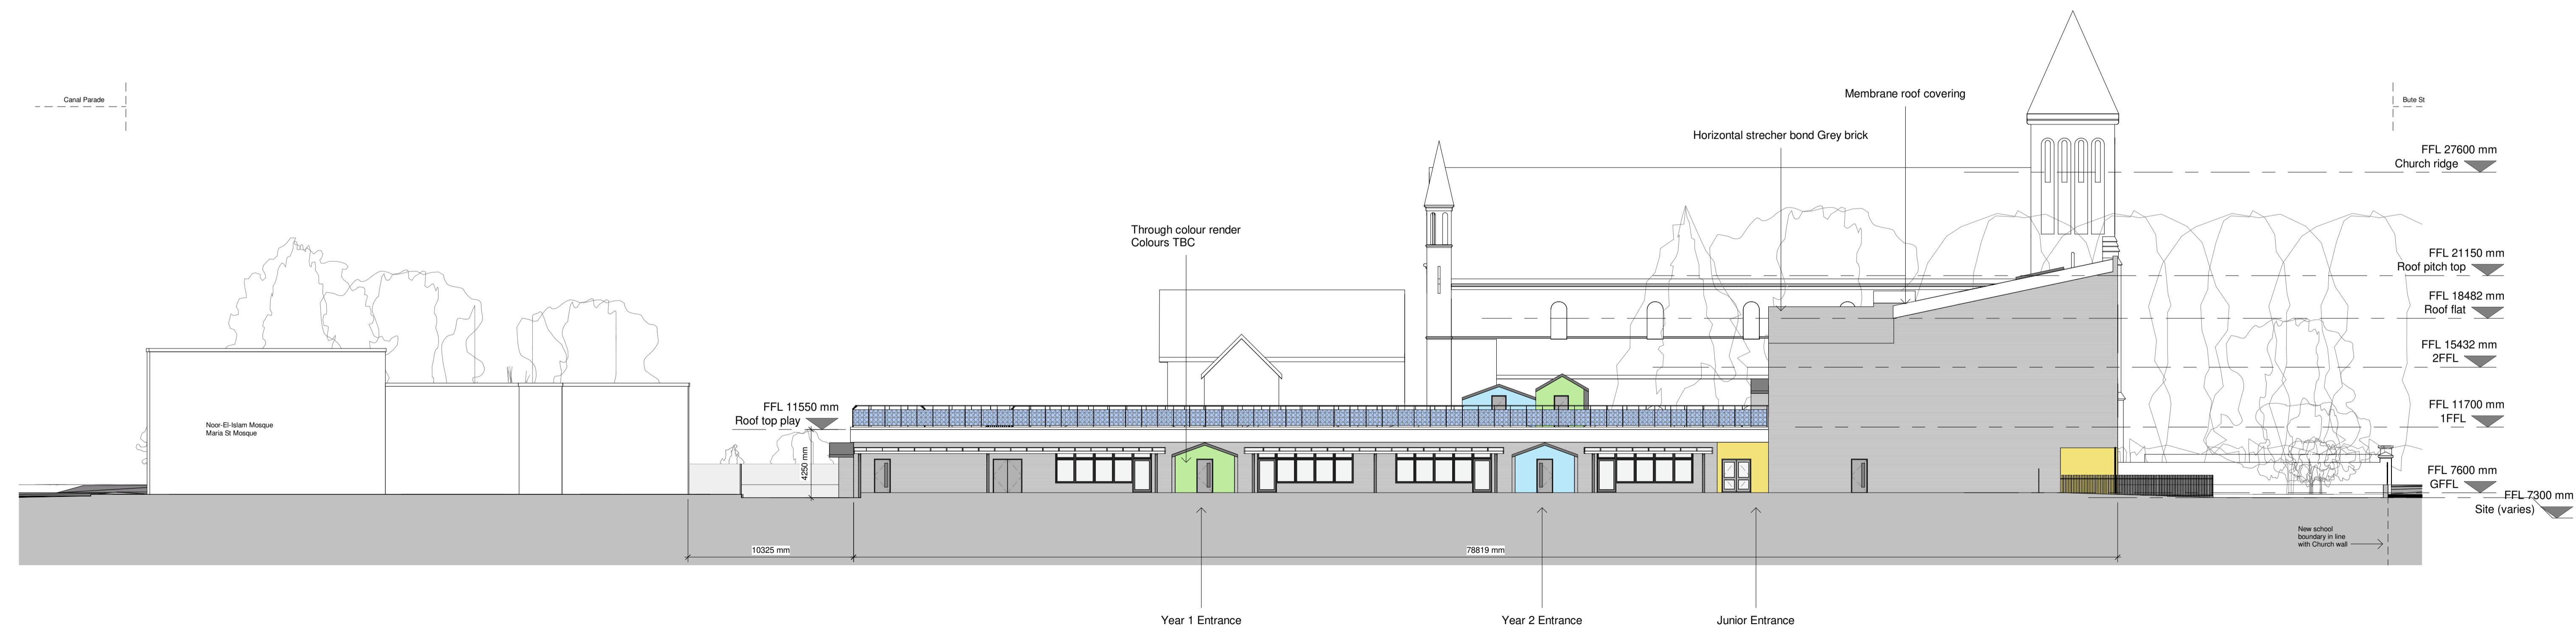 Canal Parade
Bute St
Membrane roof covering
Horizontal strecher bond Grey brick
FFL 27600 mm
Church ridge
Through colour render
Colours TBC
FFL 21150 mm
Roof pitch top
FFL 18482 mm
Roof flat
FFL 15432 mm
2FFL
FFL 11550 mm
Roof top play
FFL 11700 mm
1FFL
Noor-El-Islam Mosque
Maria St Mosque
4250 mm
FFL 7600 mm
GFFL
FFL 7300 mm
Site (varies)
New school
boundary in line
with Church wall
10325 mm
78819 mm
Year 1 Entrance
Year 2 Entrance
Junior Entrance